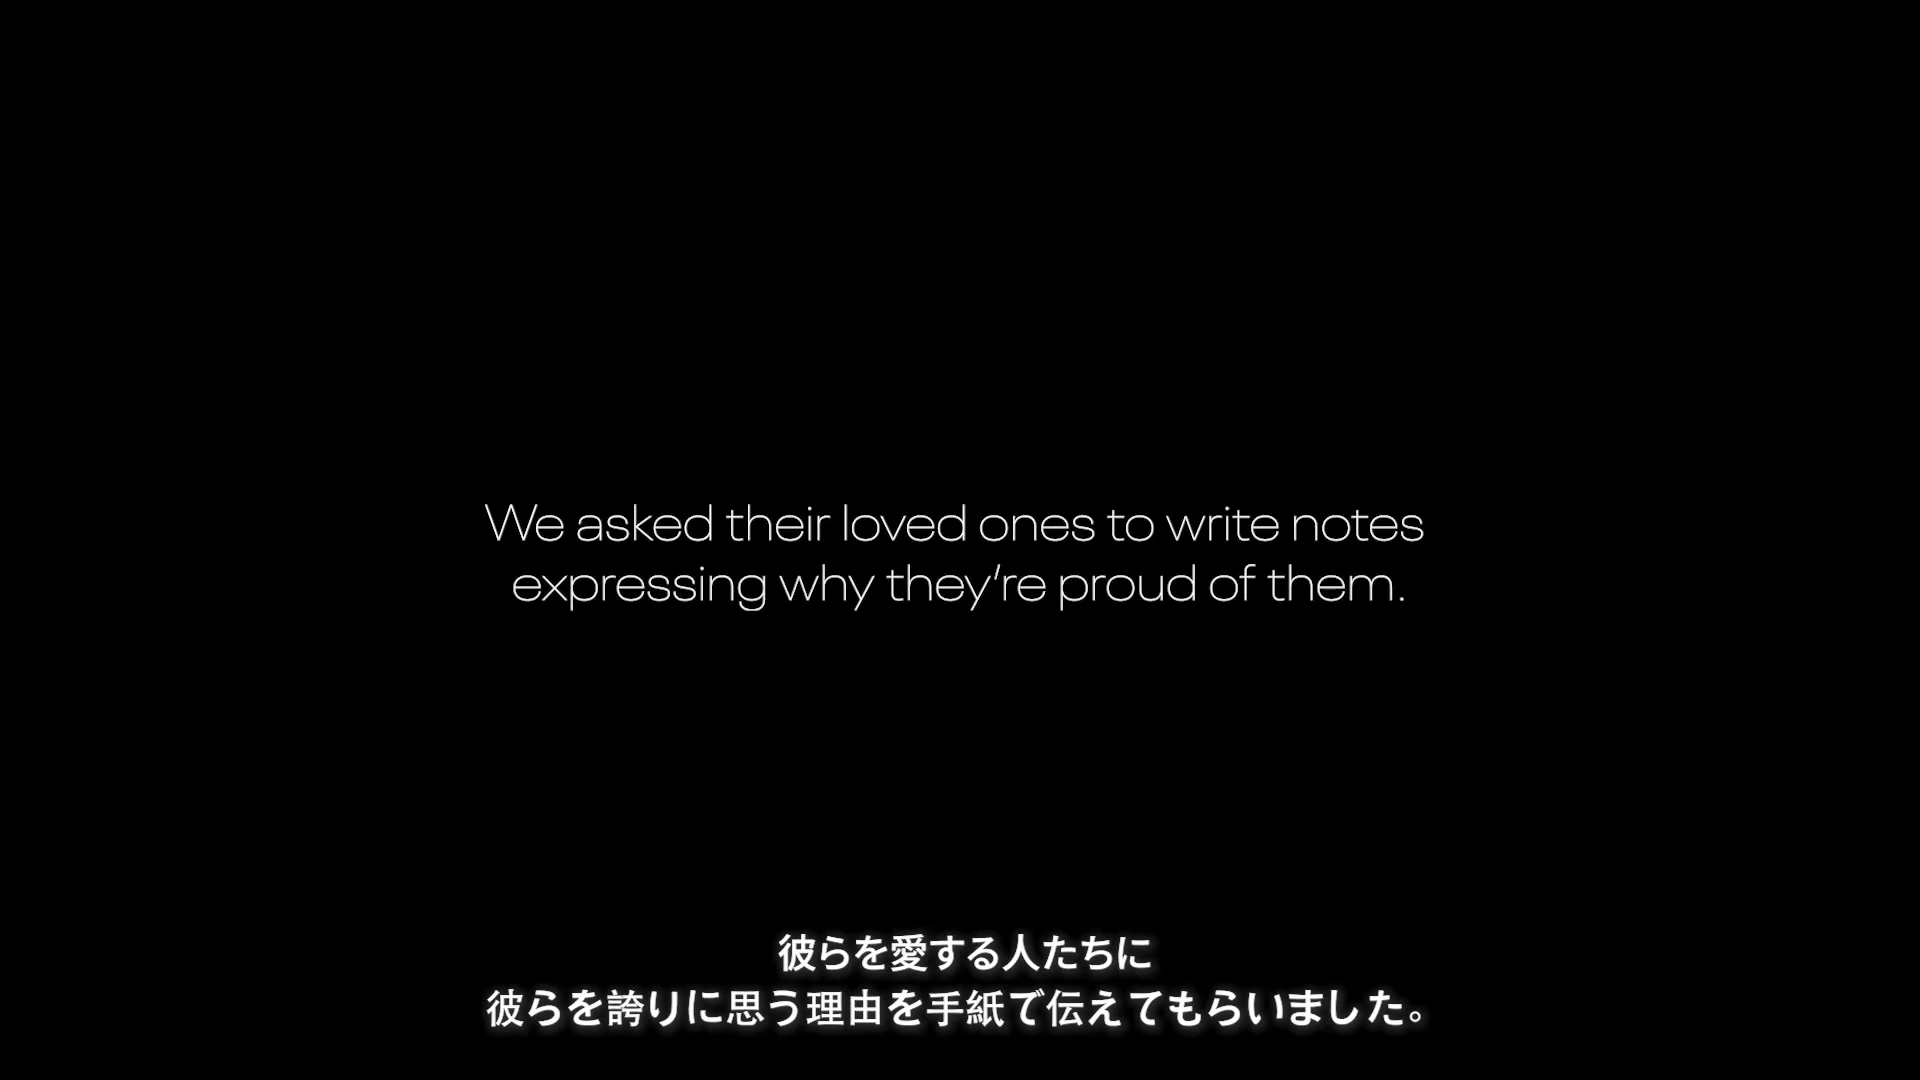 We asked their loved ones to write notes
expressing why they're proud of them.
彼らを愛する人たちに
彼らを誇りに思う理由を手紙で伝えてもらいました。